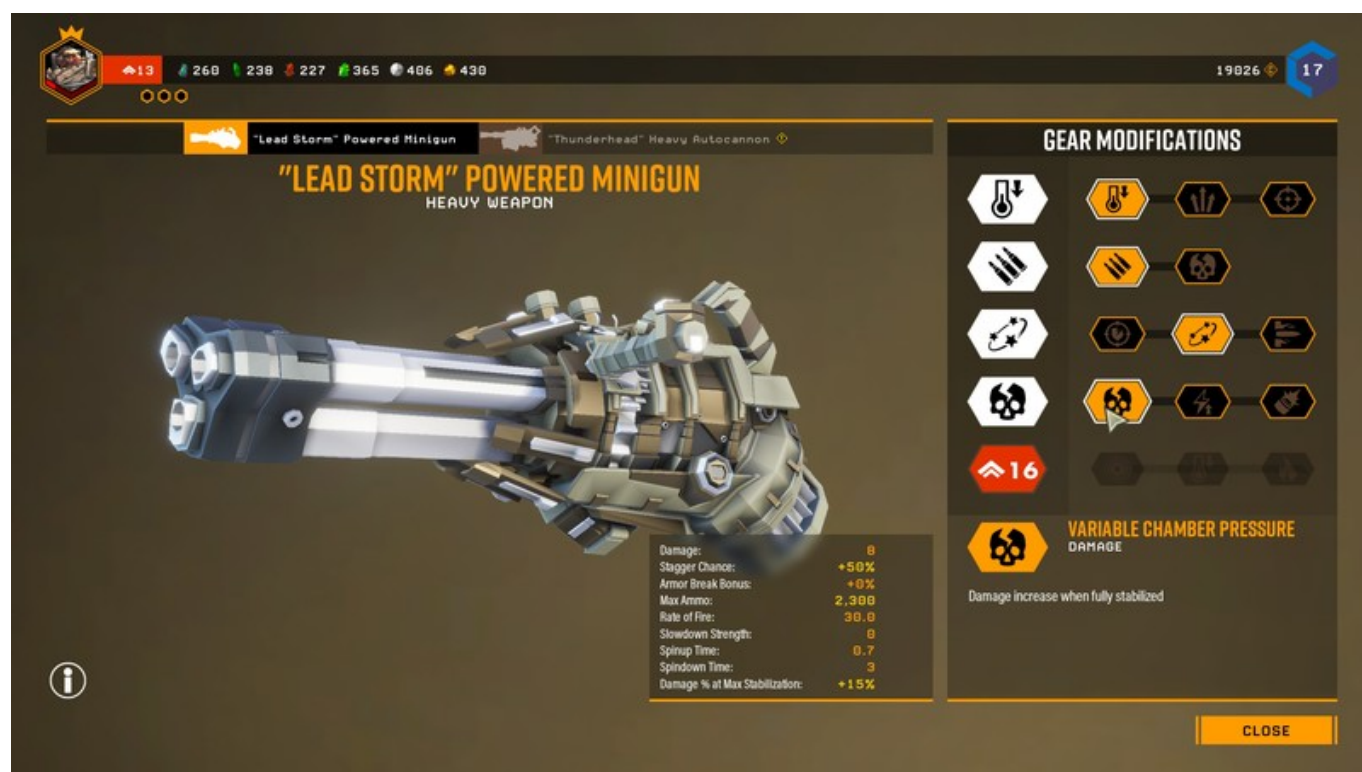 13 260 238 227 365 406 430
19026 17
"Lead Storm" Powered Minigun "Thunderhead" Heavy Autocannon
"LEAD STORM" POWERED MINIGUN
HEAVY WEAPON
GEAR MODIFICATIONS
16
VARIABLE CHAMBER PRESSURE
DAMAGE
Damage increase when fully stabilized
Damage: 8
Stagger Chance: +50%
Armor Break Bonus: +0%
Max Ammo: 2,300
Rate of Fire: 30.0
Slowdown Strength: 0
Spinup Time: 0.7
Spindown Time: 3
Damage % at Max Stabilization: +15%
CLOSE